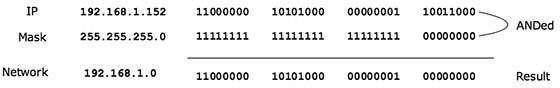 IP 192.168.1.152 11000000 10101000 00000001 10011000
ANDed
Mask 255.255.255.0 11111111 11111111 11111111 00000000
Network 192.168.1.0 11000000 10101000 00000001 00000000 Result